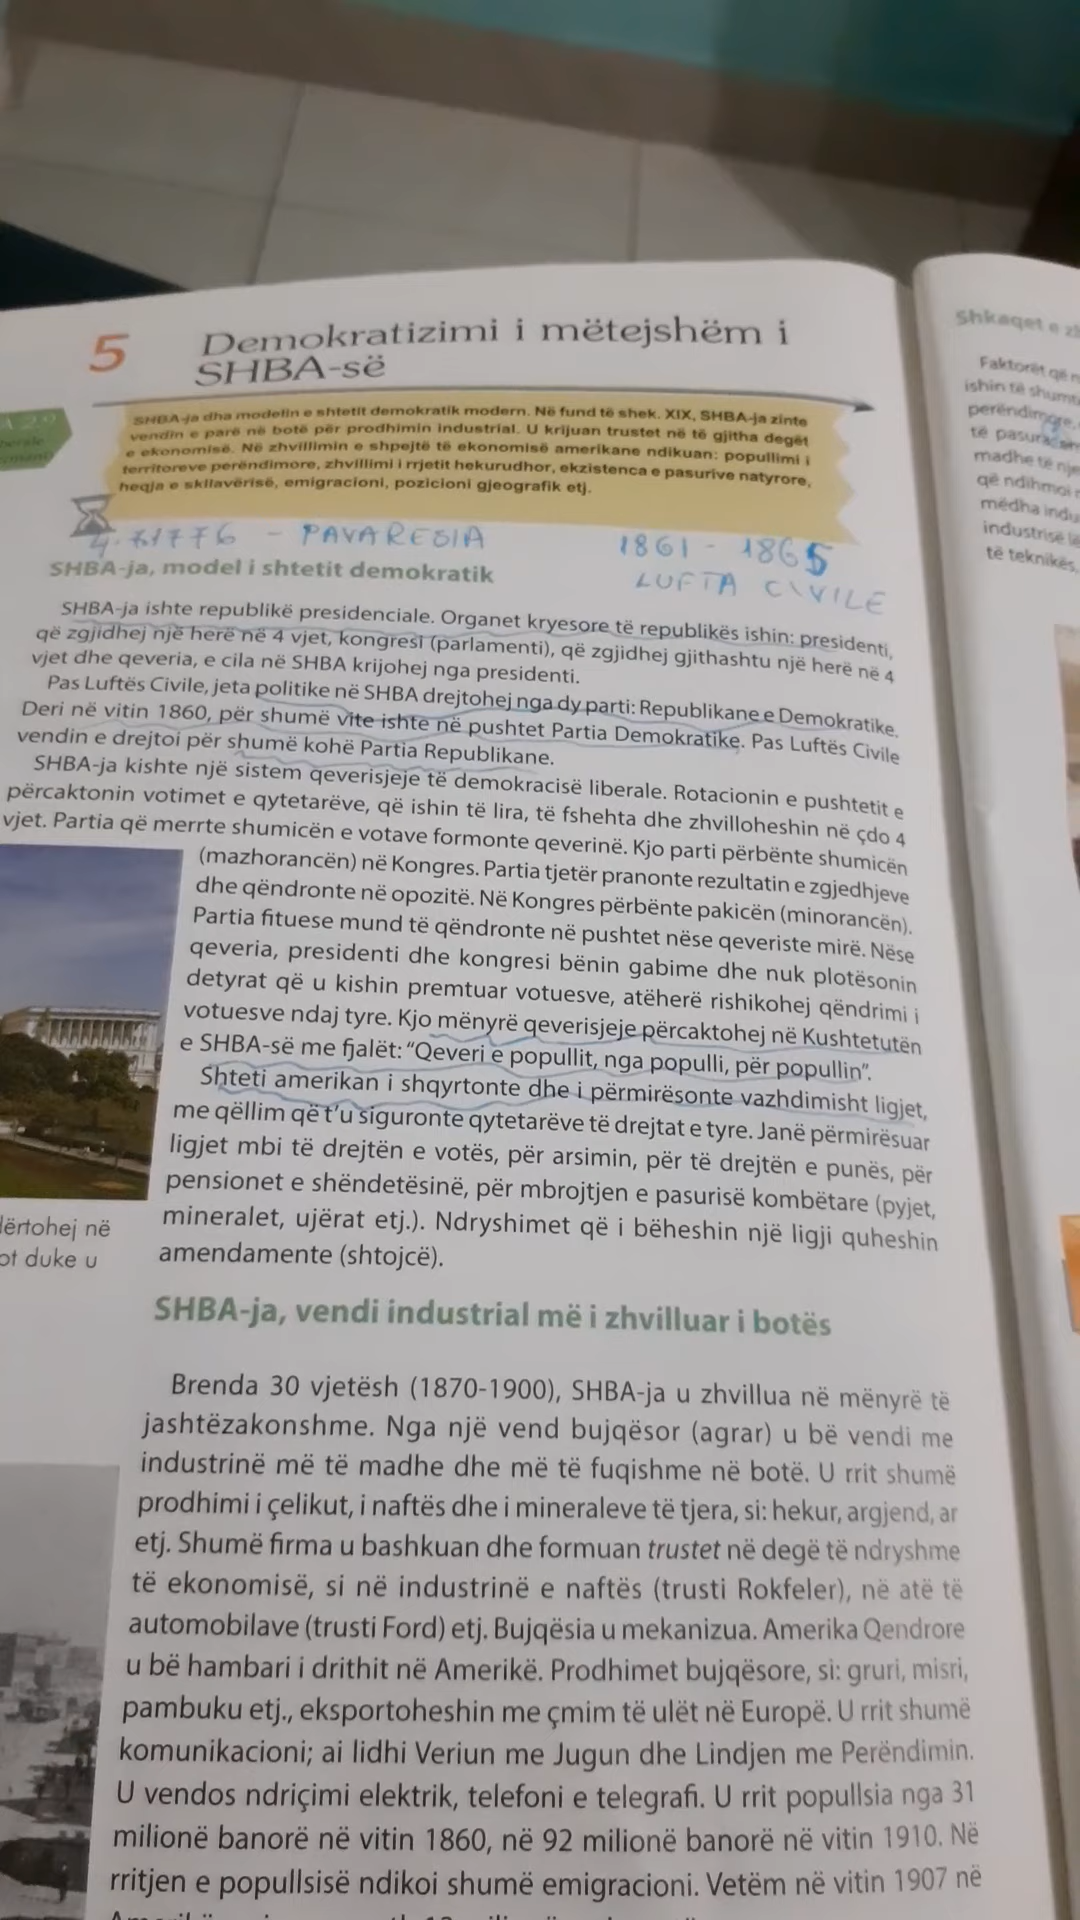 5 Demokratizimi i mëtejshëm i
SHBA-së
SHBA-ja dha modelin e shtetit demokratik modern. Në fund të shek. XIX, SHBA-ja zinte
vendin e parë në botë për prodhimin industrial. U krijuan trustet në të gjitha degët
e ekonomisë. Në zhvillimin e shpejtë të ekonomisë amerikane ndikuan: popullimi i
territoreve perëndimore, zhvillimi i rrjetit hekurudhor, ekzistenca e pasurive natyrore,
heqja e skllavërisë, emigracioni, pozicioni gjeografik etj.
- PAVARESIA
1861 - 1865
LUFTA CIVILE
SHBA-ja, model i shtetit demokratik
SHBA-ja ishte republikë presidenciale. Organet kryesore të republikës ishin: presidenti,
që zgjidhej një herë në 4 vjet, kongresi (parlamenti), që zgjidhej gjithashtu një herë në 4
vjet dhe qeveria, e cila në SHBA krijohej nga presidenti.
Pas Luftës Civile, jeta politike në SHBA drejtohej nga dy parti: Republikane e Demokratike.
Deri në vitin 1860, për shumë vite ishte në pushtet Partia Demokratike. Pas Luftës Civile
vendin e drejtoi për shumë kohë Partia Republikane.
SHBA-ja kishte një sistem qeverisjeje të demokracisë liberale. Rotacionin e pushtetit e
përcaktonin votimet e qytetarëve, që ishin të lira, të fshehta dhe zhvilloheshin në çdo 4
vjet. Partia që merrte shumicën e votave formonte qeverinë. Kjo parti përbënte shumicën
(mazhorancën) në Kongres. Partia tjetër pranonte rezultatin e zgjedhjeve
dhe qëndronte në opozitë. Në Kongres përbënte pakicën (minorancën).
Partia fituese mund të qëndronte në pushtet nëse qeveriste mirë. Nëse
qeveria, presidenti dhe kongresi bënin gabime dhe nuk plotësonin
detyrat që u kishin premtuar votuesve, atëherë rishikohej qëndrimi i
votuesve ndaj tyre. Kjo mënyrë qeverisjeje përcaktohej në Kushtetutën
e SHBA-së me fjalët: “Qeveri e popullit, nga populli, për popullin”.
Shteti amerikan i shqyrtonte dhe i përmirësonte vazhdimisht ligjet,
me qëllim që t'u siguronte qytetarëve të drejtat e tyre. Janë përmirësuar
ligjet mbi të drejtën e votës, për arsimin, për të drejtën e punës, për
pensionet e shëndetësinë, për mbrojtjen e pasurisë kombëtare (pyjet,
mineralet, ujërat etj.). Ndryshimet që i bëheshin një ligji quheshin
amendamente (shtojcë).
dërtohej në
ot duke u
SHBA-ja, vendi industrial më i zhvilluar i botës
Brenda 30 vjetësh (1870-1900), SHBA-ja u zhvillua në mënyrë të
jashtëzakonshme. Nga një vend bujqësor (agrar) u bë vendi me
industrinë më të madhe dhe më të fuqishme në botë. U rrit shumë
prodhimi i çelikut, i naftës dhe i mineraleve të tjera, si: hekur, argjend, ar
etj. Shumë firma u bashkuan dhe formuan trustet në degë të ndryshme
të ekonomisë, si në industrinë e naftës (trusti Rokfeler), në atë të
automobilave (trusti Ford) etj. Bujqësia u mekanizua. Amerika Qendrore
u bë hambari i drithit në Amerikë. Prodhimet bujqësore, si: gruri, misri,
pambuku etj., eksportoheshin me çmim të ulët në Europë. U rrit shumë
komunikacioni; ai lidhi Veriun me Jugun dhe Lindjen me Perëndimin.
U vendos ndriçimi elektrik, telefoni e telegrafi. U rrit popullsia nga 31
milionë banorë në vitin 1860, në 92 milionë banorë në vitin 1910. Në
rritjen e popullsisë ndikoi shumë emigracioni. Vetëm në vitin 1907 në
Shkaqet e
Faktorët që
ishin të
perëndimore,
të
madhe të
që ndihmoi
mëdha
industrisë
të teknikës,